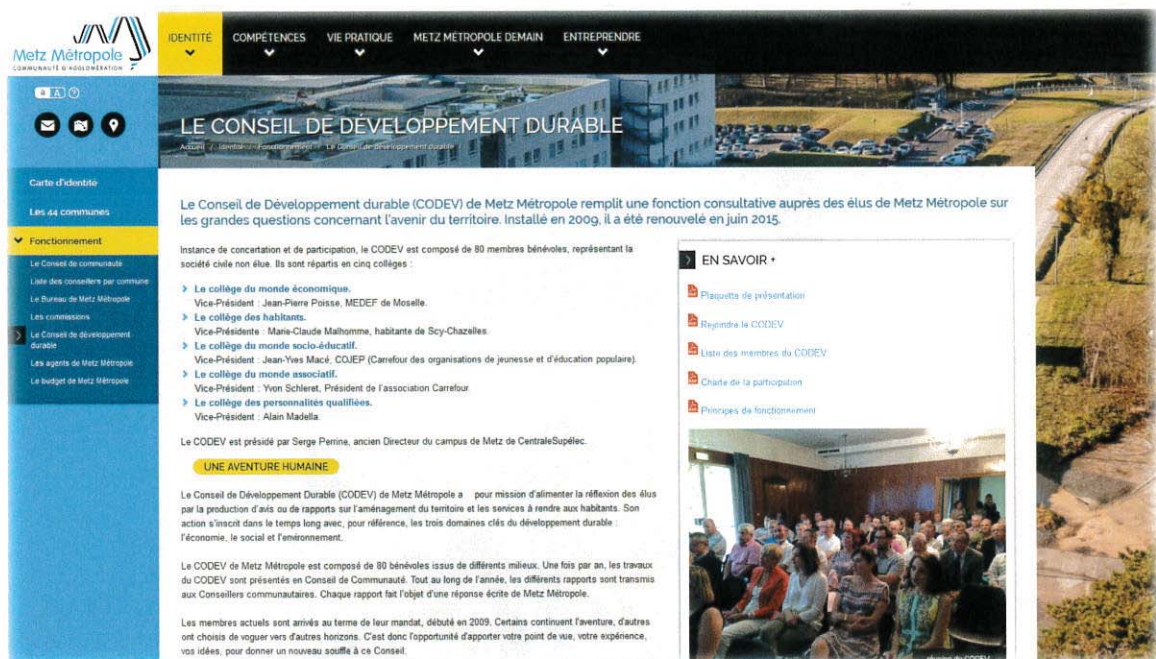 Metz Métropole
COMMUNAUTÉ D'AGGLOMÉRATION
IDENTITÉ
COMPÉTENCES
VIE PRATIQUE
METZ MÉTROPOLE DEMAIN
ENTREPRENDRE
a A ?
LE CONSEIL DE DÉVELOPPEMENT DURABLE
Accueil / Identité / Fonctionnement / Le Conseil de développement durable
Carte d'identité
Les 44 communes
Fonctionnement
Le Conseil de communauté
Liste des conseillers par commune
Le Bureau de Metz Métropole
Les commissions
Le Conseil de développement
durable
Les agents de Metz Métropole
Le budget de Metz Métropole
Le Conseil de Développement durable (CODEV) de Metz Métropole remplit une fonction consultative auprès des élus de Metz Métropole sur
les grandes questions concernant l'avenir du territoire. Installé en 2009, il a été renouvelé en juin 2015.
Instance de concertation et de participation, le CODEV est composé de 80 membres bénévoles, représentant la
société civile non élue. Ils sont répartis en cinq collèges :
Le collège du monde économique.
Vice-Président : Jean-Pierre Poisse, MEDEF de Moselle.
Le collège des habitants.
Vice-Présidente : Marie-Claude Malhomme, habitante de Scy-Chazelles.
Le collège du monde socio-éducatif.
Vice-Président : Jean-Yves Macé, COJEP (Carrefour des organisations de jeunesse et d'éducation populaire).
Le collège du monde associatif.
Vice-Président : Yvon Schleret, Président de l'association Carrefour.
Le collège des personnalités qualifiées.
Vice-Président : Alain Madella.
Le CODEV est présidé par Serge Perrine, ancien Directeur du campus de Metz de CentraleSupélec.
UNE AVENTURE HUMAINE
Le Conseil de Développement Durable (CODEV) de Metz Métropole a pour mission d'alimenter la réflexion des élus
par la production d'avis ou de rapports sur l'aménagement du territoire et les services à rendre aux habitants. Son
action s'inscrit dans le temps long avec, pour référence, les trois domaines clés du développement durable :
l'économie, le social et l'environnement.
Le CODEV de Metz Métropole est composé de 80 bénévoles issus de différents milieux. Une fois par an, les travaux
du CODEV sont présentés en Conseil de Communauté. Tout au long de l'année, les différents rapports sont transmis
aux Conseillers communautaires. Chaque rapport fait l'objet d'une réponse écrite de Metz Métropole.
Les membres actuels sont arrivés au terme de leur mandat, débuté en 2009. Certains continuent l'aventure, d'autres
ont choisis de voguer vers d'autres horizons. C'est donc l'opportunité d'apporter votre point de vue, votre expérience,
vos idées, pour donner un nouveau souffle à ce Conseil.
EN SAVOIR +
Plaquette de présentation
Rejoindre le CODEV
Liste des membres du CODEV
Charte de la participation
Principes de fonctionnement